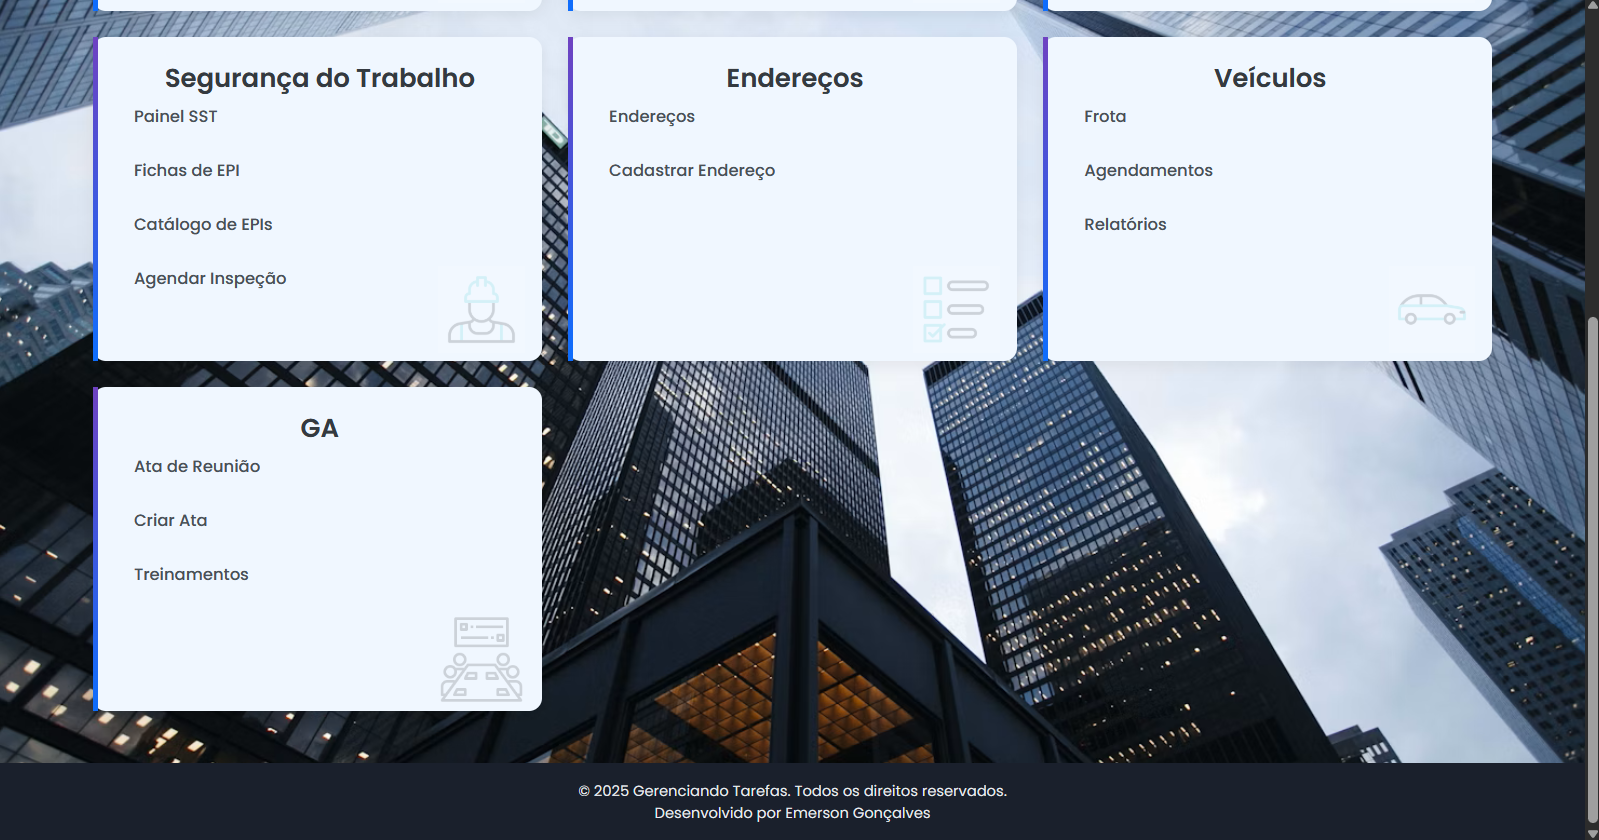 Segurança do Trabalho
Painel SST
Fichas de EPI
Catálogo de EPIs
Agendar Inspeção
Endereços
Endereços
Cadastrar Endereço
Veículos
Frota
Agendamentos
Relatórios
GA
Ata de Reunião
Criar Ata
Treinamentos
© 2025 Gerenciando Tarefas. Todos os direitos reservados.
Desenvolvido por Emerson Gonçalves